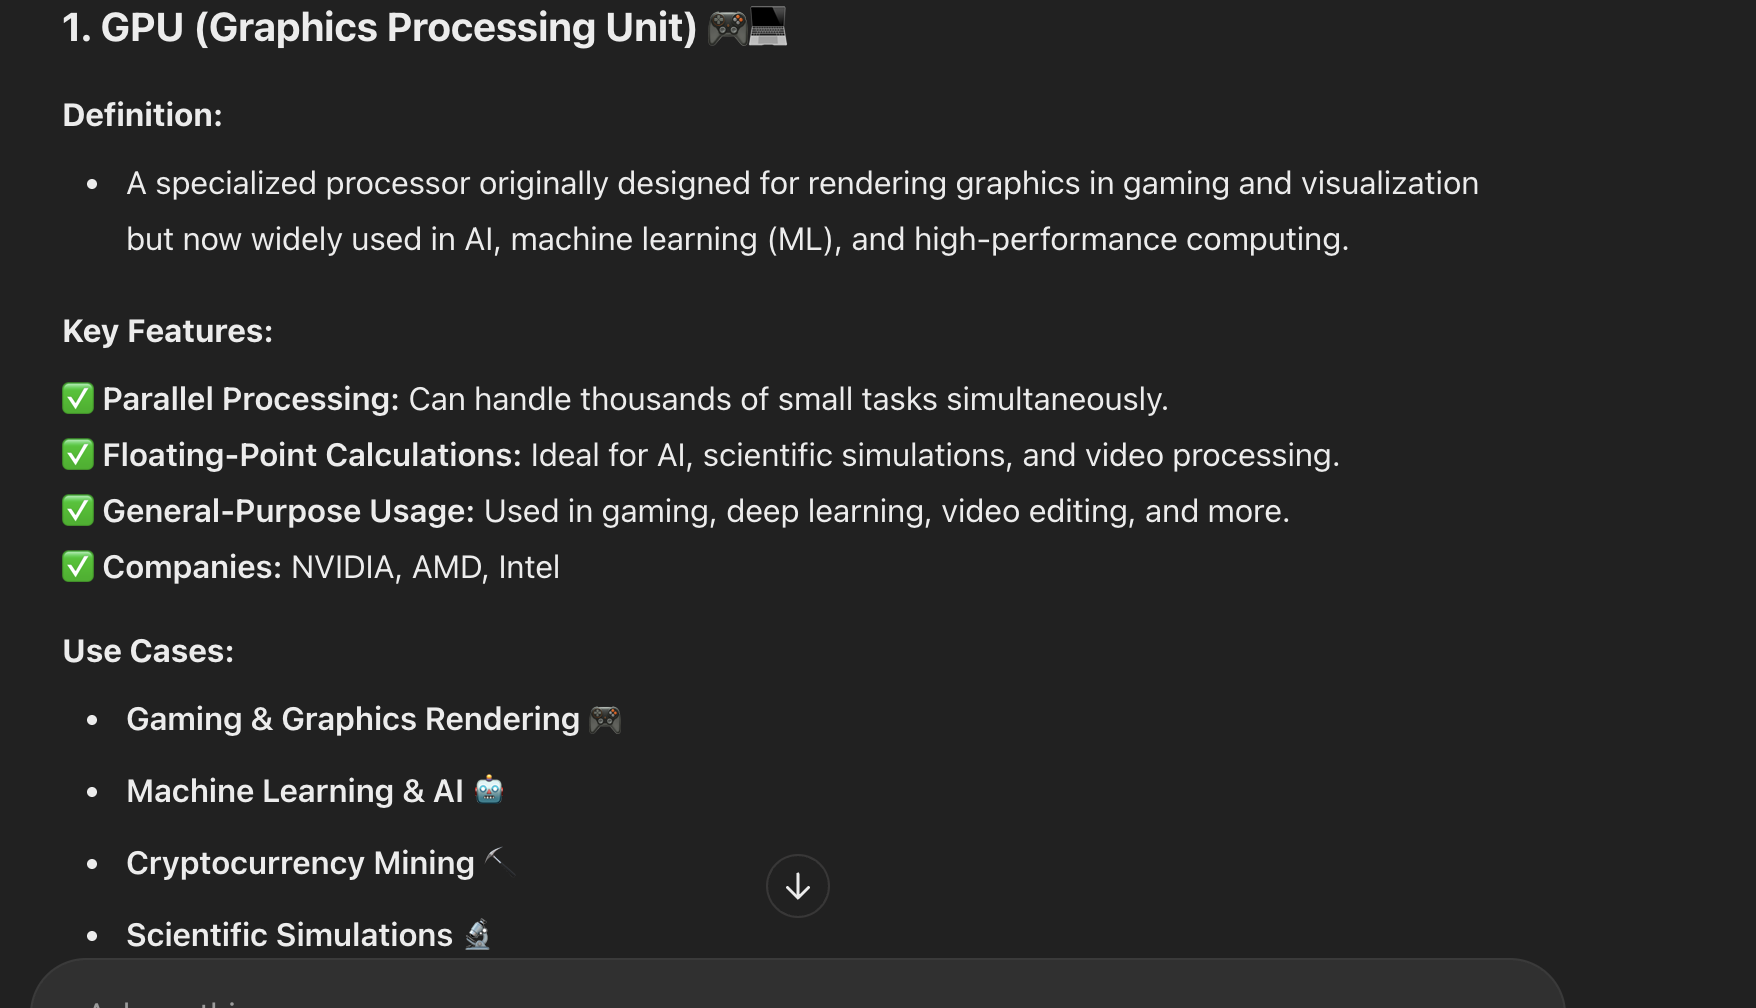 1. GPU (Graphics Processing Unit) 🎮💻
Definition:
• A specialized processor originally designed for rendering graphics in gaming and visualization
but now widely used in AI, machine learning (ML), and high-performance computing.
Key Features:
✅ Parallel Processing: Can handle thousands of small tasks simultaneously.
✅ Floating-Point Calculations: Ideal for AI, scientific simulations, and video processing.
✅ General-Purpose Usage: Used in gaming, deep learning, video editing, and more.
✅ Companies: NVIDIA, AMD, Intel
Use Cases:
• Gaming & Graphics Rendering 🎮
• Machine Learning & AI 🤖
• Cryptocurrency Mining ⛏
• Scientific Simulations 🔬